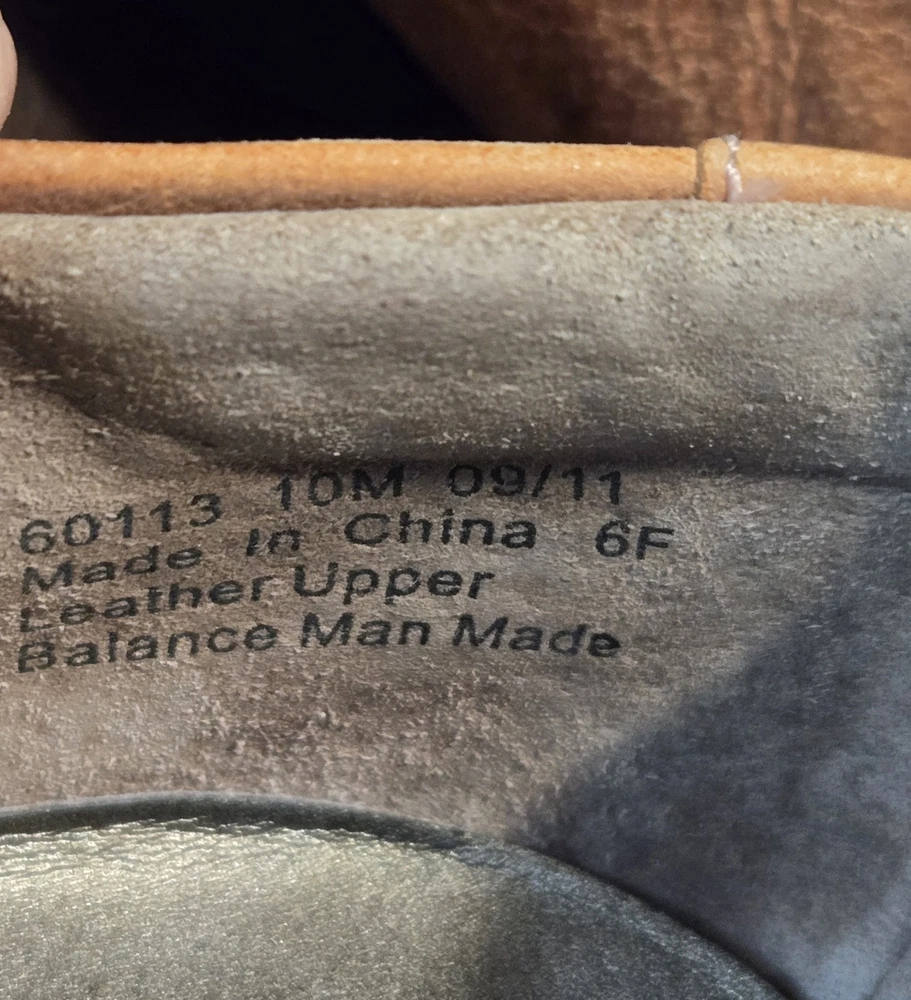 60113 10M 09/11
Made In China 6F
Leather Upper
Balance Man Made